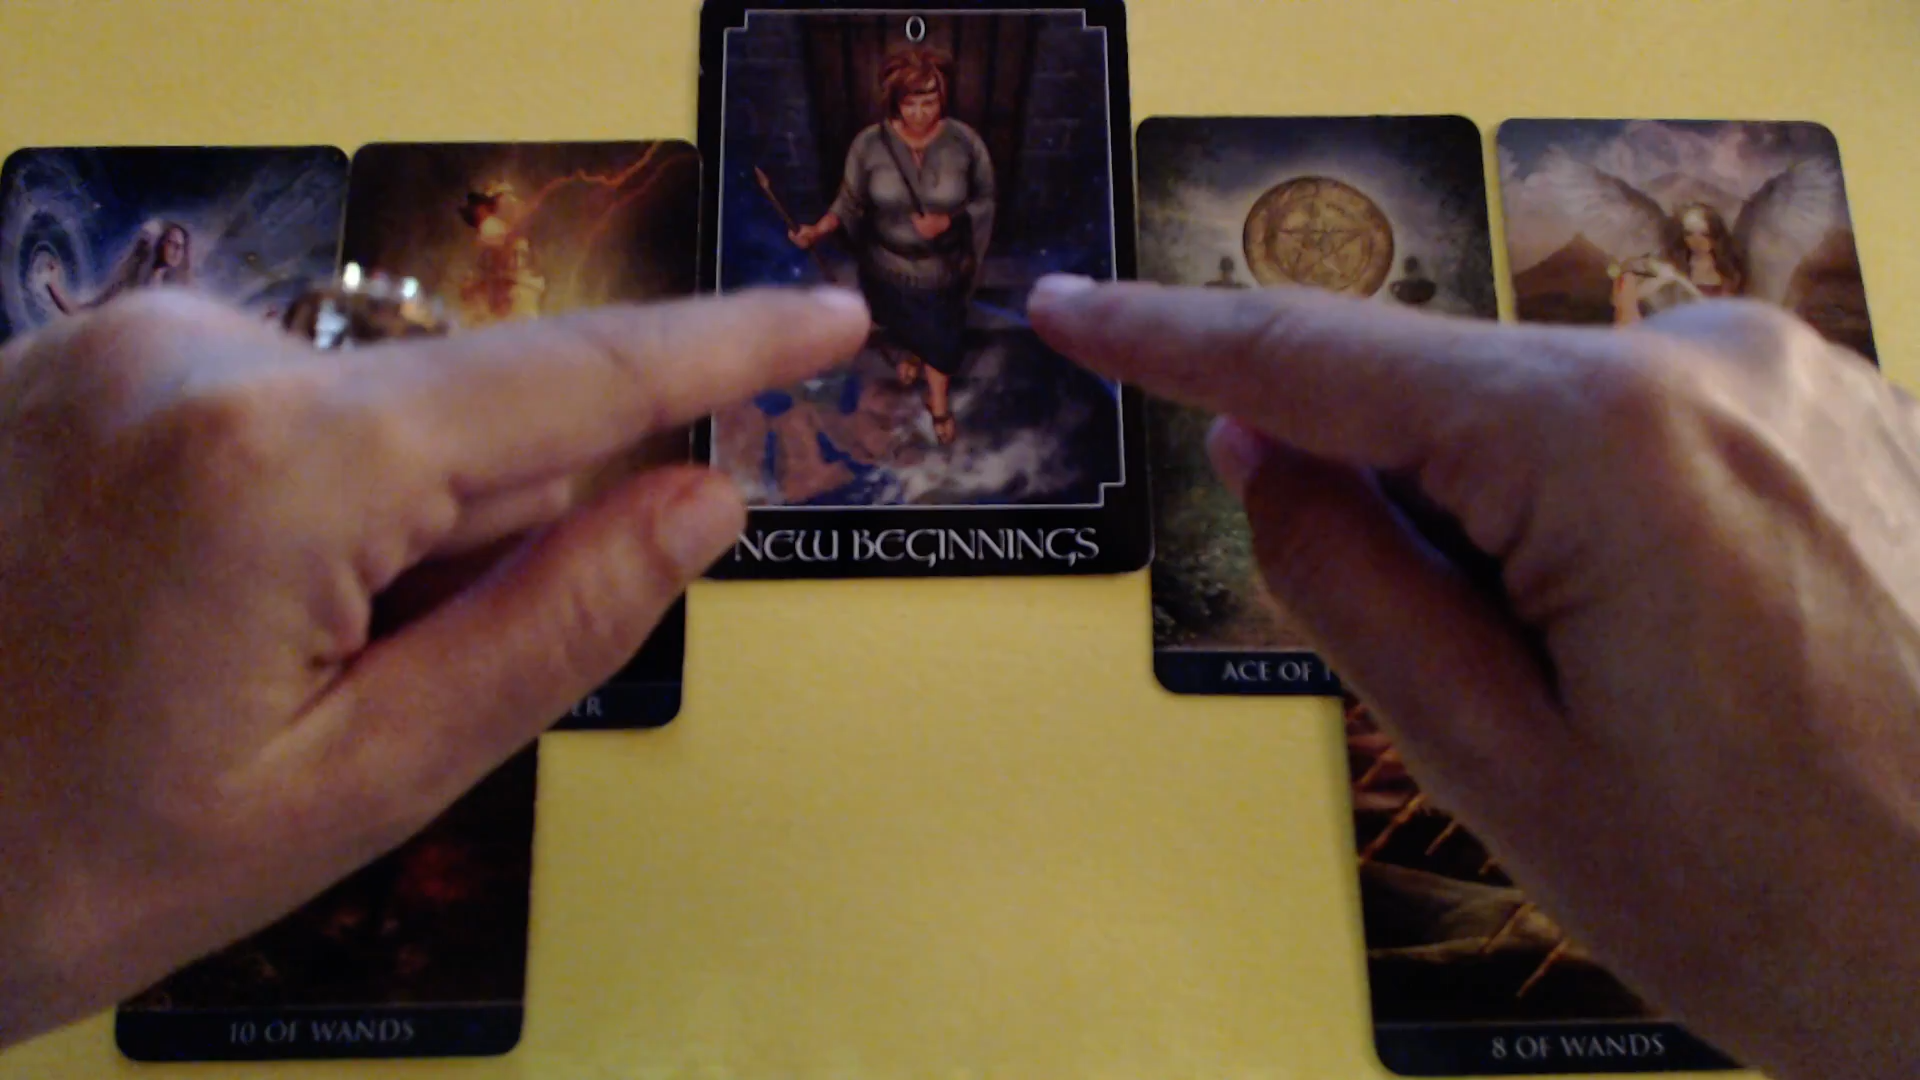 0
NEW BEGINNINGS
ACE OF
10 OF WANDS
8 OF WANDS